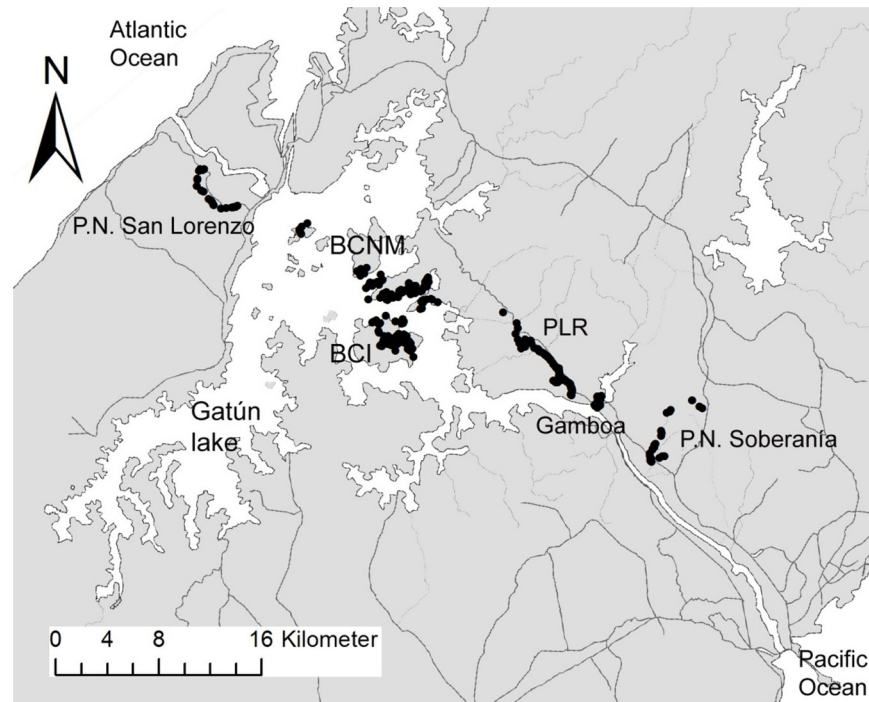 Atlantic
Ocean
N
P.N. San Lorenzo
BCNM
BCI
PLR
Gatún
lake
Gamboa
P.N. Soberanía
0 4 8 16 Kilometer
Pacific
Ocean